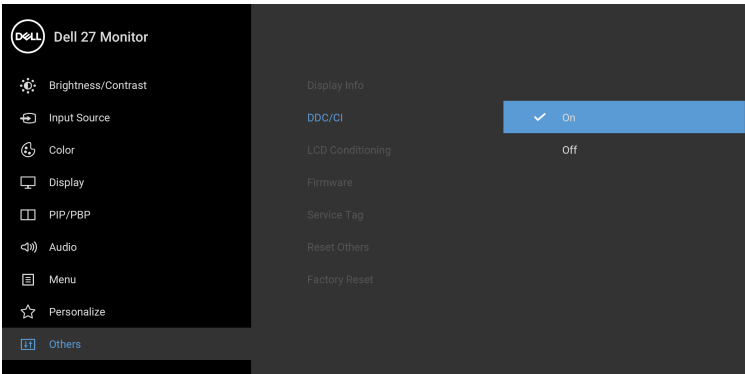 DELL
Dell 27 Monitor
Brightness/Contrast
Input Source
Color
Display
PIP/PBP
Audio
Menu
Personalize
Others
Display Info
DDC/CI
LCD Conditioning
Firmware
Service Tag
Reset Others
Factory Reset
On
Off